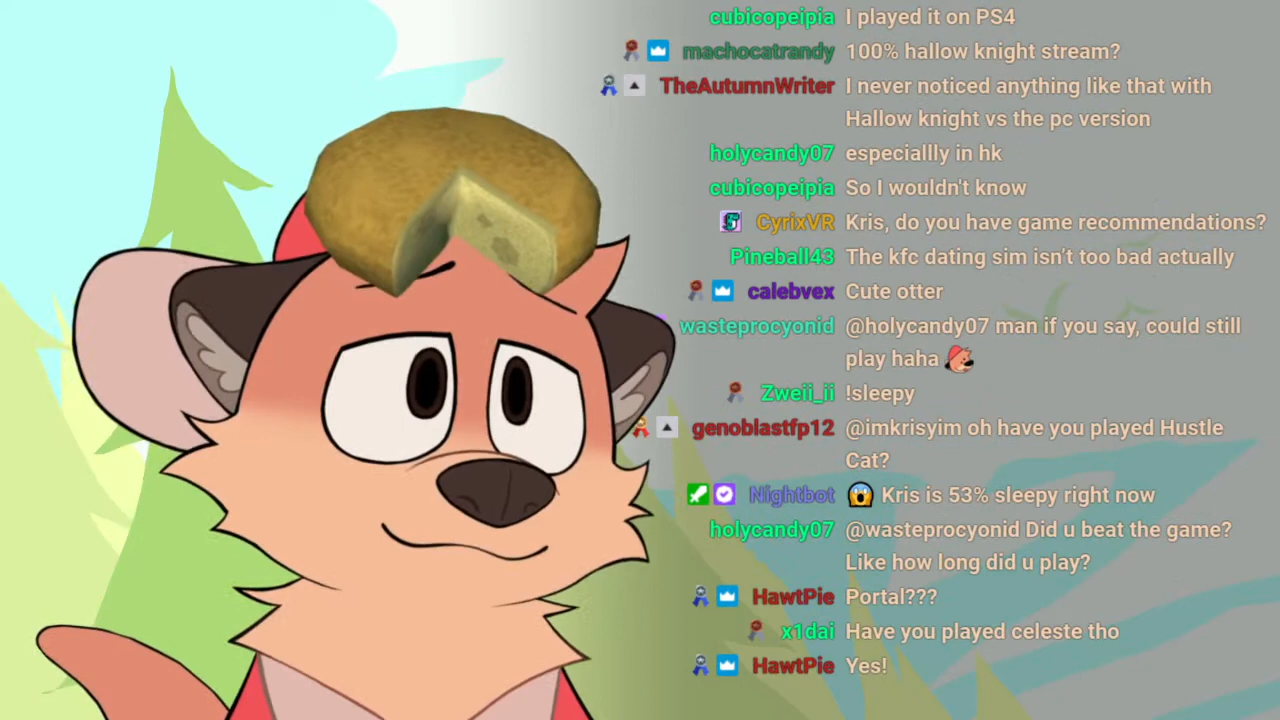 cubicopeipia I played it on PS4
machocatrandy 100% hallow knight stream?
TheAutumnWriter I never noticed anything like that with
Hallow knight vs the pc version
holycandy07 especiallly in hk
cubicopeipia So I wouldn't know
CyrixVR Kris, do you have game recommendations?
Pineball43 The kfc dating sim isn't too bad actually
calebvex Cute otter
wasteprocyonid @holycandy07 man if you say, could still
play haha
Zweii_ii !sleepy
genoblastfp12 @imkrisyim oh have you played Hustle
Cat?
Nightbot Kris is 53% sleepy right now
holycandy07 @wasteprocyonid Did u beat the game?
Like how long did u play?
HawtPie Portal???
x1dai Have you played celeste tho
HawtPie Yes!